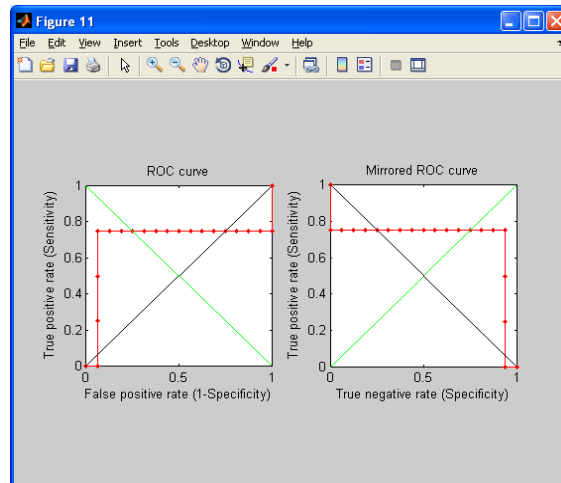 Figure 11
File Edit View Insert Tools Desktop Window Help
ROC curve
True positive rate (Sensitivity)
1
0.8
0.6
0.4
0.2
0
0 0.5 1
False positive rate (1-Specificity)
Mirrored ROC curve
True positive rate (Sensitivity)
1
0.8
0.6
0.4
0.2
0
0 0.5 1
True negative rate (Specificity)